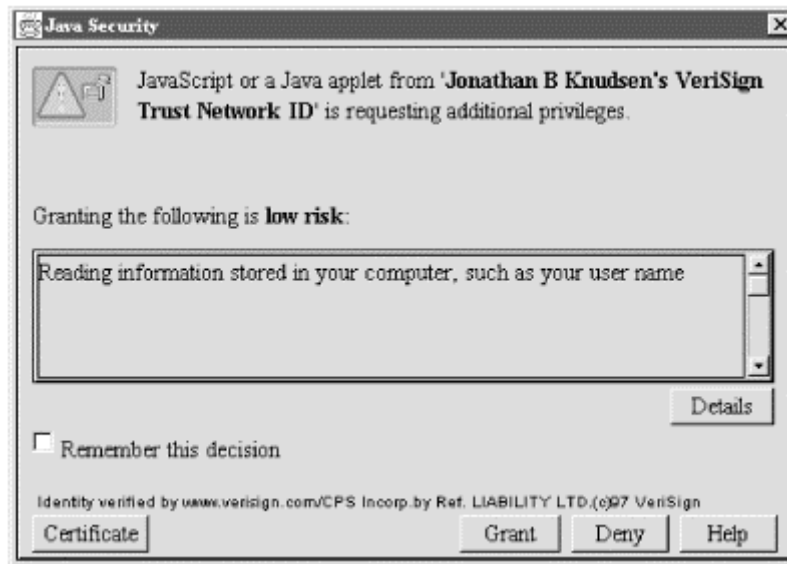 Java Security
JavaScript or a Java applet from 'Jonathan B Knudsen's VeriSign
Trust Network ID' is requesting additional privileges.
Granting the following is low risk:
Reading information stored in your computer, such as your user name
Details
Remember this decision
Identity verified by www.verisign.com/CPS Incorp.by Ref. LIABILITY LTD.(c)97 VeriSign
Certificate Grant Deny Help